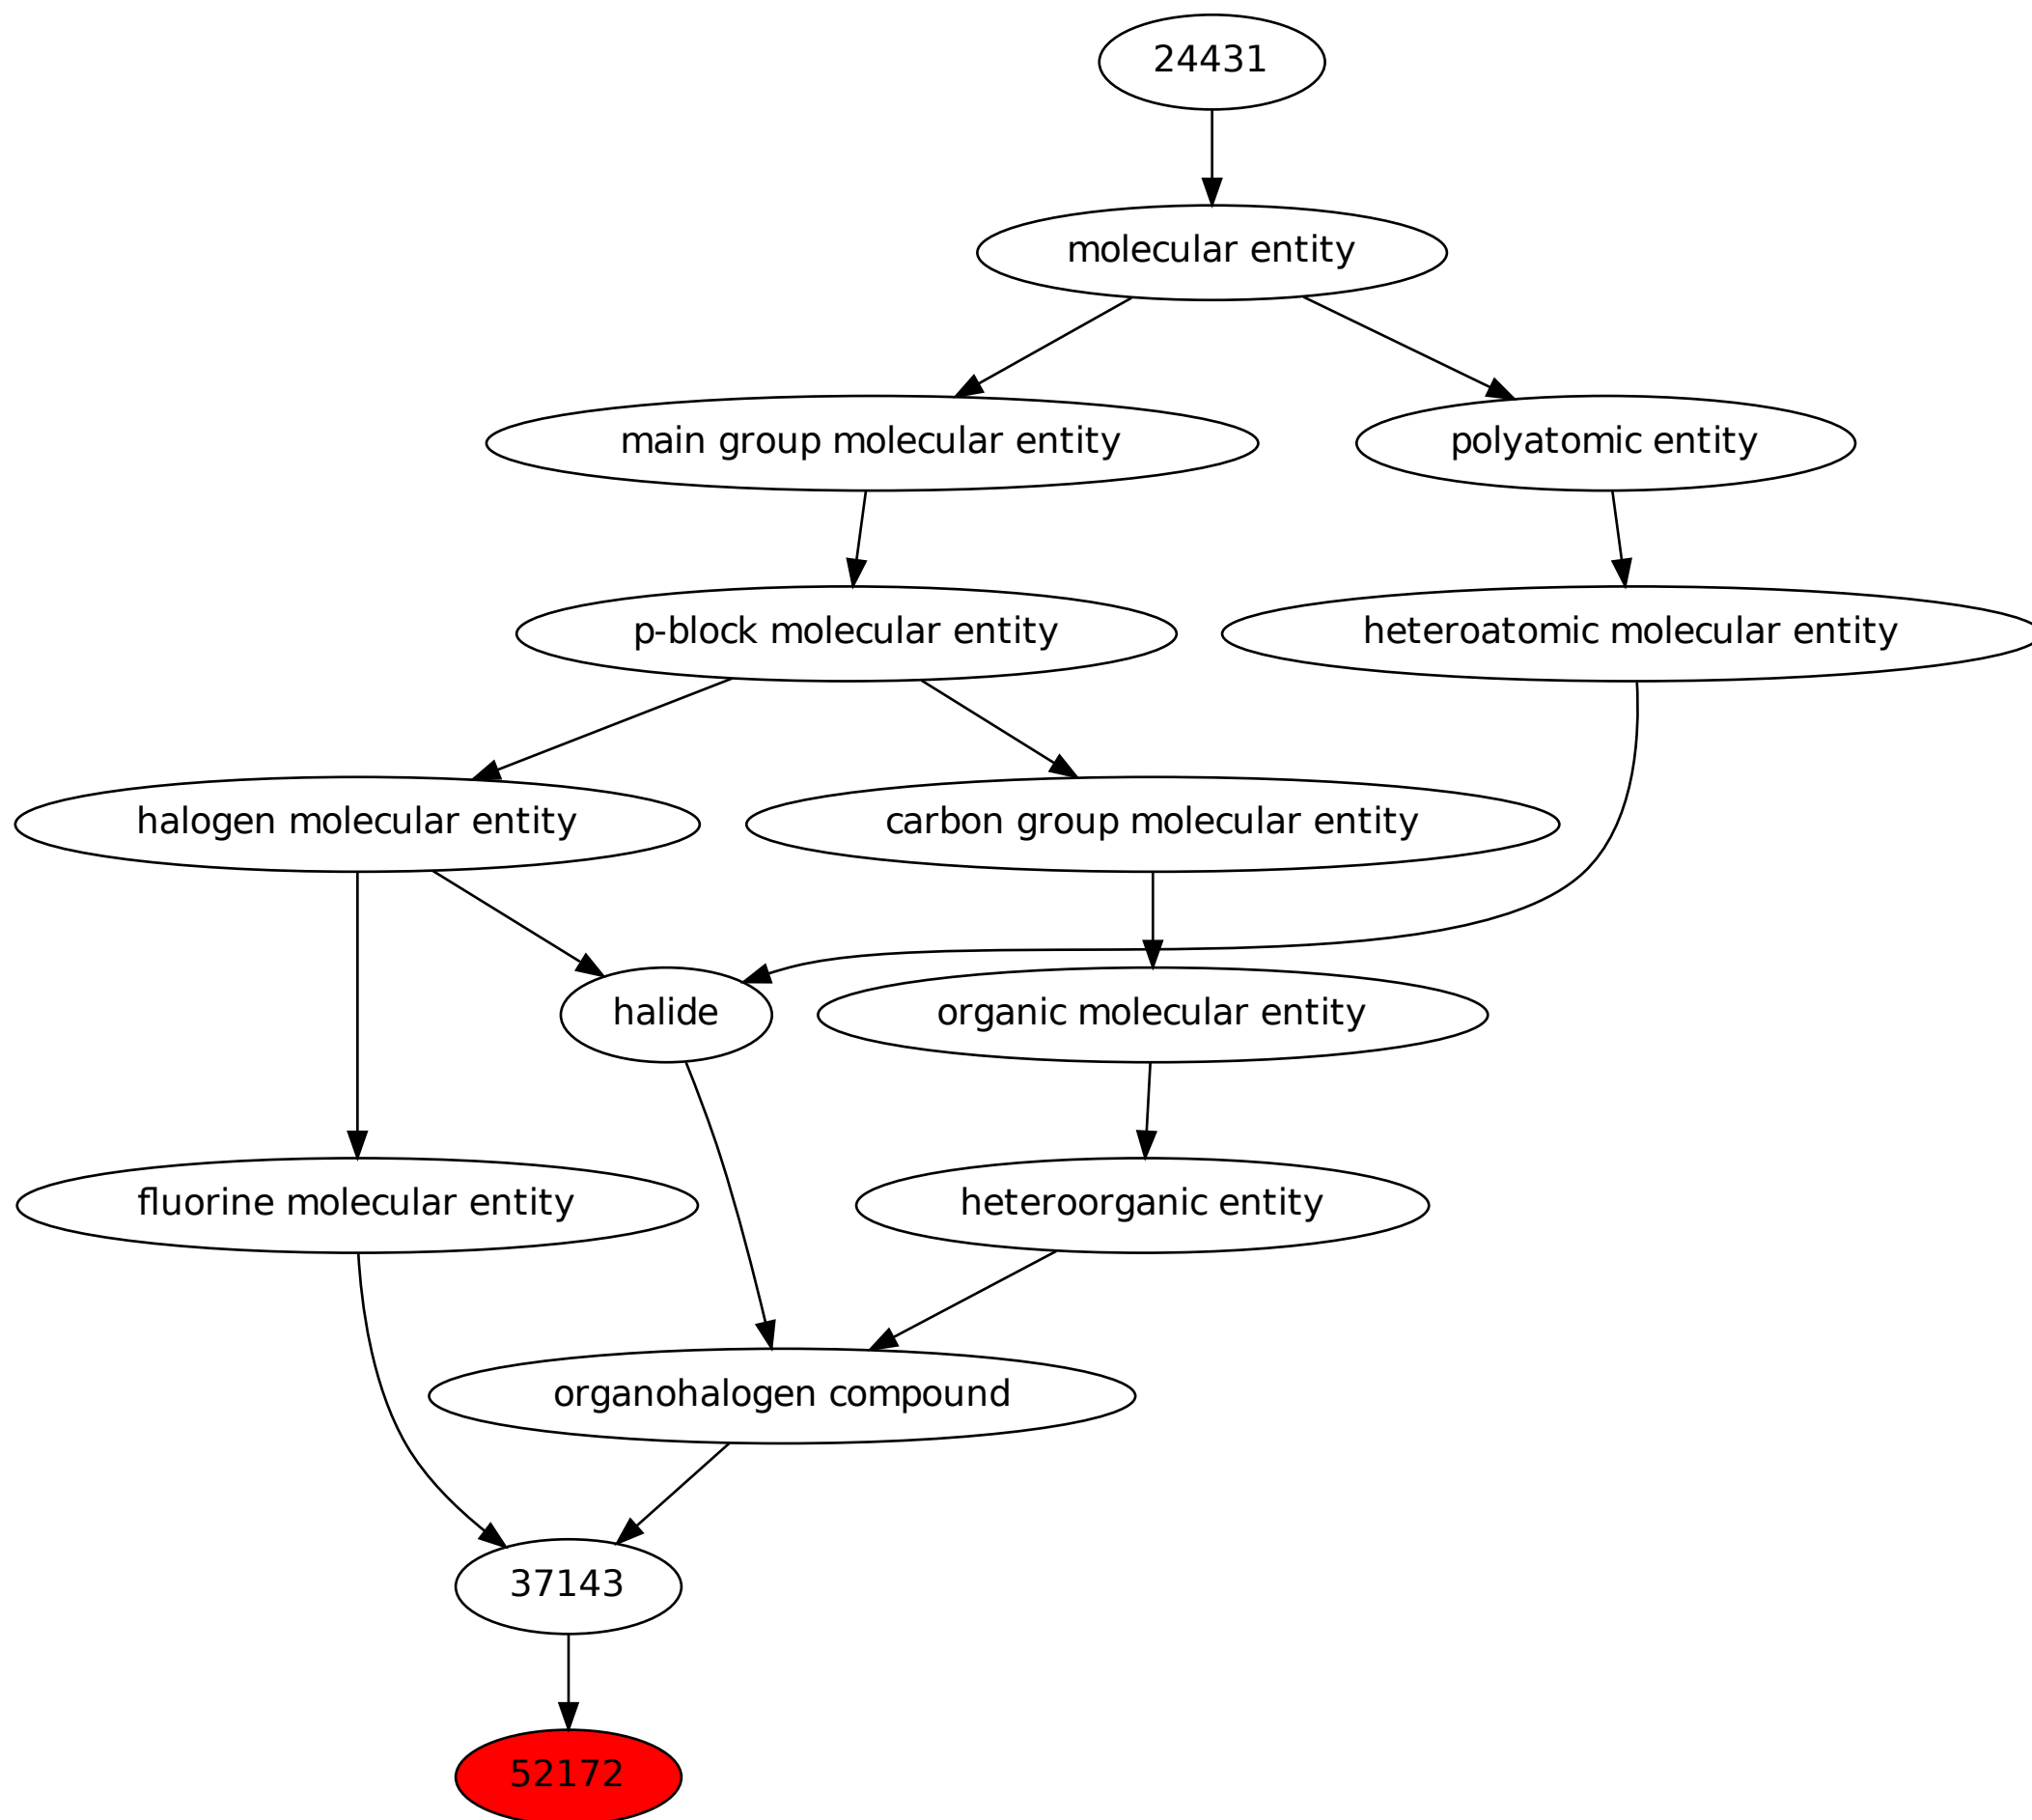 24431
molecular entity
main group molecular entity
polyatomic entity
p-block molecular entity
heteroatomic molecular entity
halogen molecular entity
carbon group molecular entity
halide
organic molecular entity
fluorine molecular entity
heteroorganic entity
organohalogen compound
37143
52172